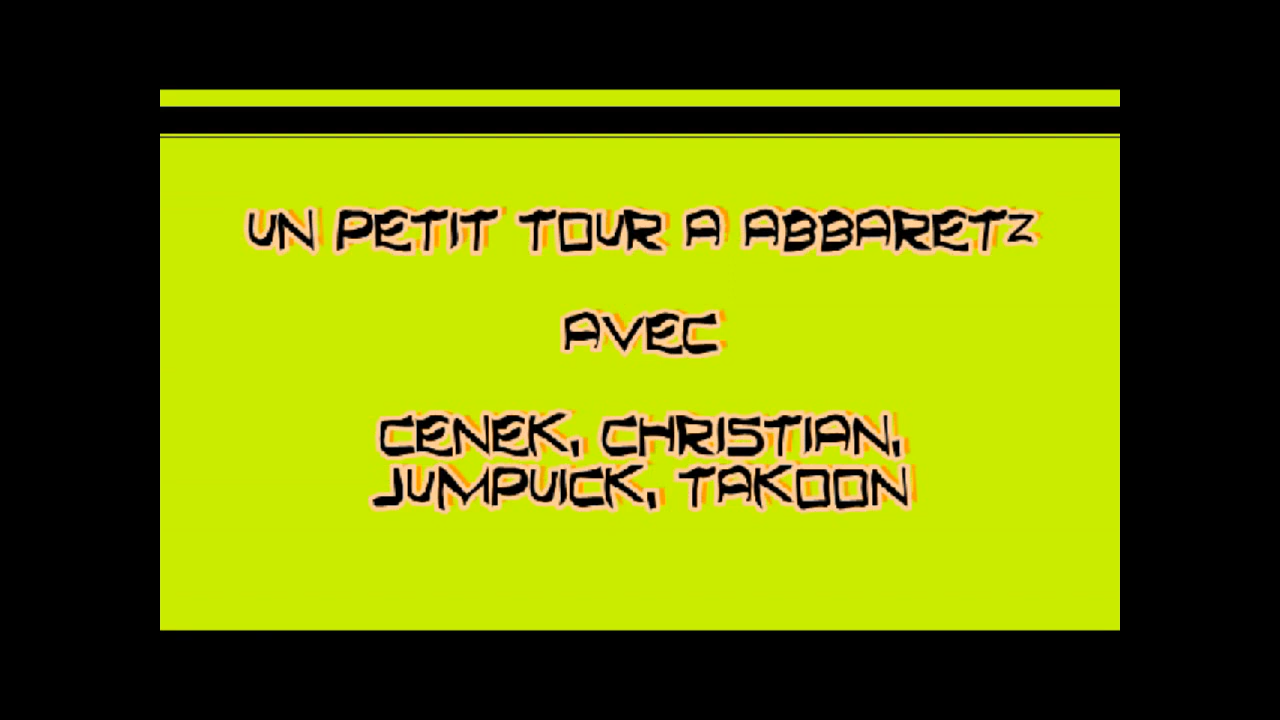 UN PETIT TOUR A ABBARETZ
AVEC
CENEK, CHRISTIAN,
JUMPUICK, TAKOON